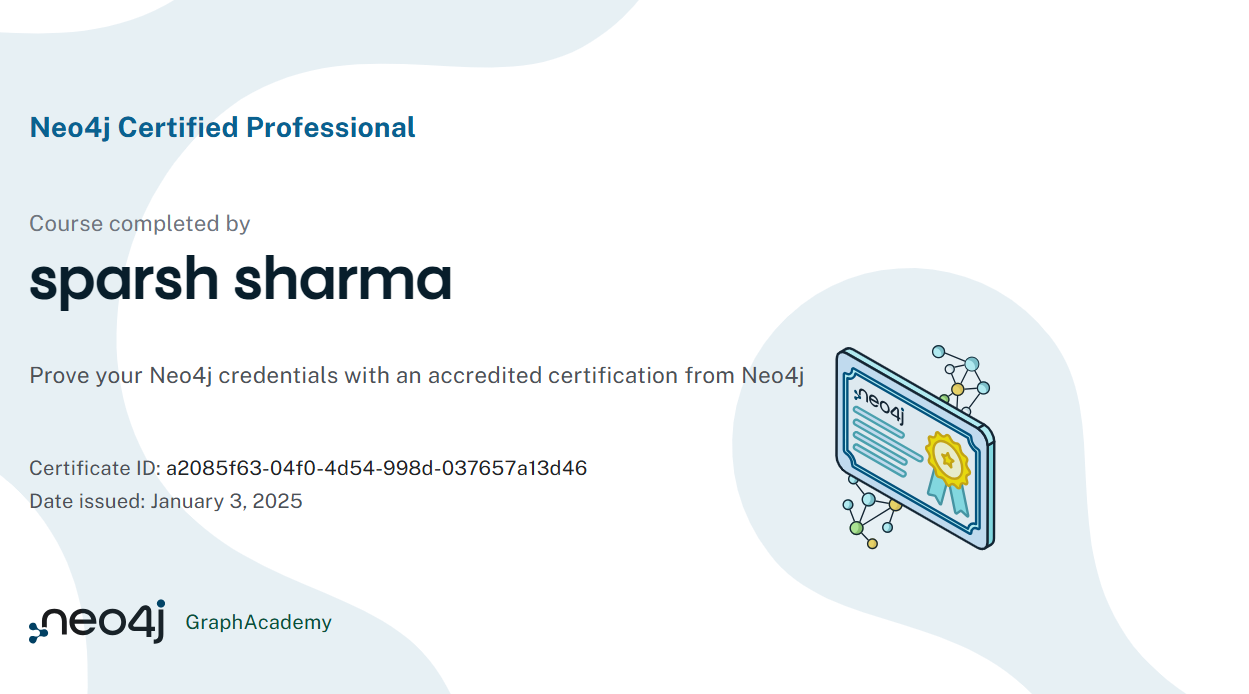 Neo4j Certified Professional
Course completed by
sparsh sharma
Prove your Neo4j credentials with an accredited certification from Neo4j
neo4j
Certificate ID: a2085f63-04f0-4d54-998d-037657a13d46
Date issued: January 3, 2025
neo4j GraphAcademy